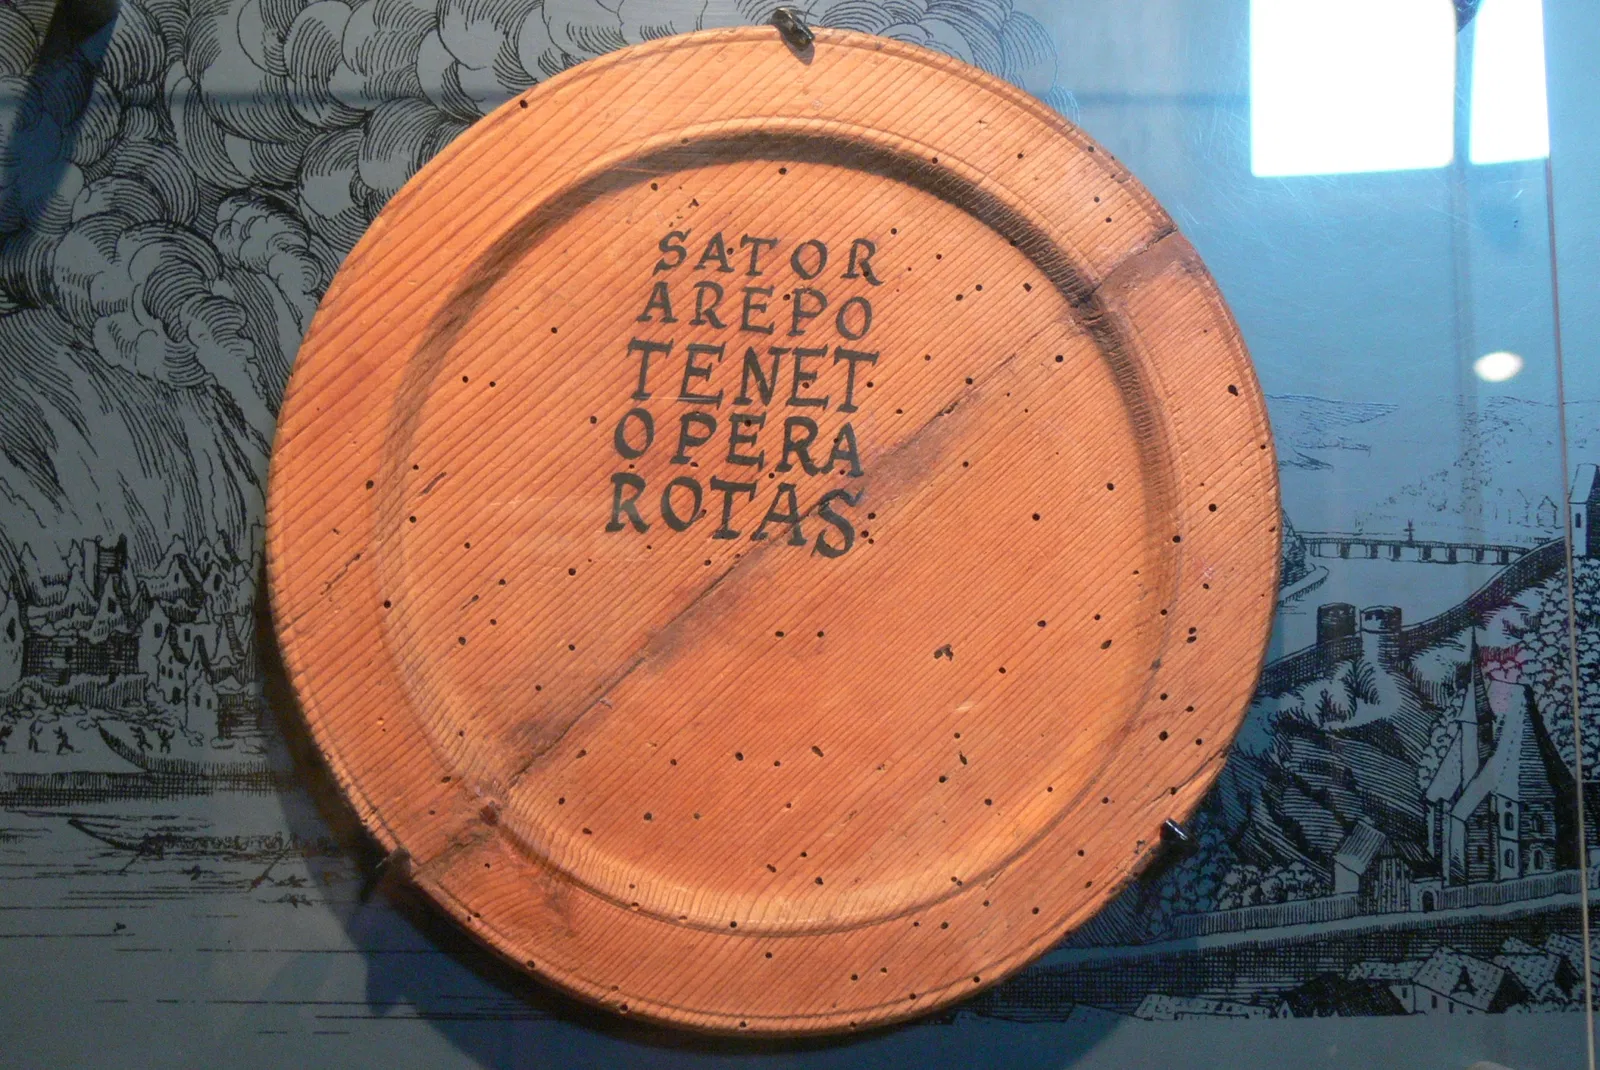 SATOR
AREPO
TENET
OPERA
ROTAS